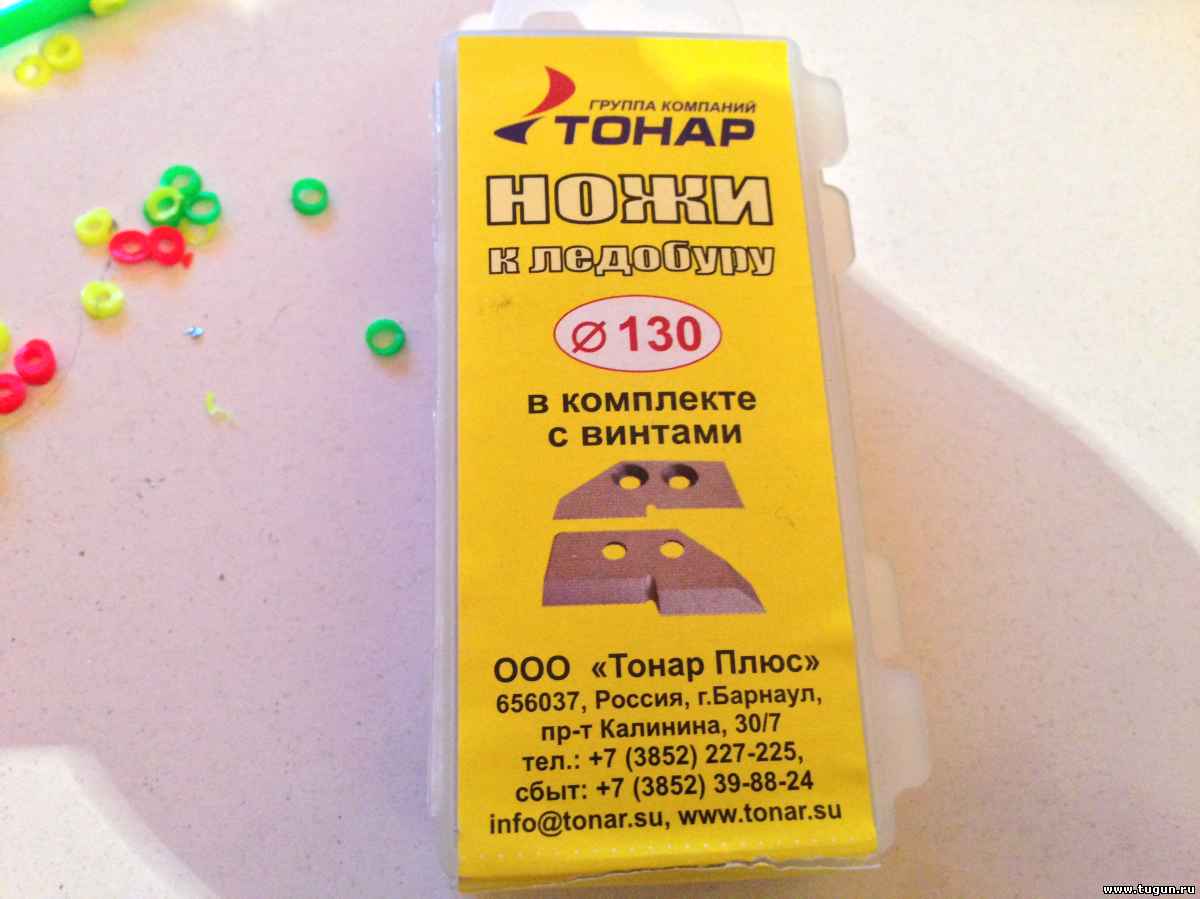 ГРУППА КОМПАНИЙ
ТОНАР
НОЖИ
к ледобуру
⌀ 130
в комплекте
с винтами
ООО «Тонар Плюс»
656037, Россия, г.Барнаул,
пр-т Калинина, 30/7
тел.: +7 (3852) 227-225,
сбыт: +7 (3852) 39-88-24
info@tonar.su, www.tonar.su
www.tugun.ru